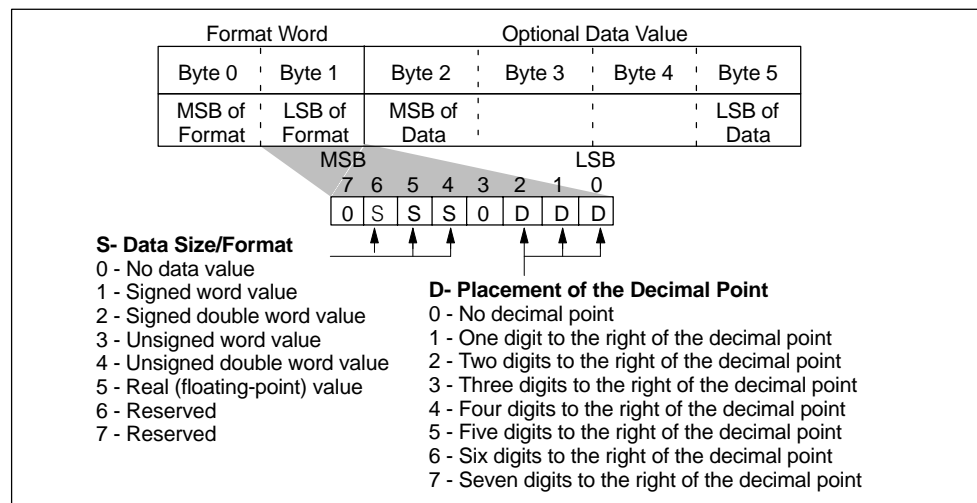 Format Word Optional Data Value
Byte 0 Byte 1 Byte 2 Byte 3 Byte 4 Byte 5
MSB of Format LSB of Format MSB of Data LSB of Data
MSB LSB
7 6 5 4 3 2 1 0
0 S S S 0 D D D
S- Data Size/Format
0 - No data value
1 - Signed word value
2 - Signed double word value
3 - Unsigned word value
4 - Unsigned double word value
5 - Real (floating-point) value
6 - Reserved
7 - Reserved
D- Placement of the Decimal Point
0 - No decimal point
1 - One digit to the right of the decimal point
2 - Two digits to the right of the decimal point
3 - Three digits to the right of the decimal point
4 - Four digits to the right of the decimal point
5 - Five digits to the right of the decimal point
6 - Six digits to the right of the decimal point
7 - Seven digits to the right of the decimal point